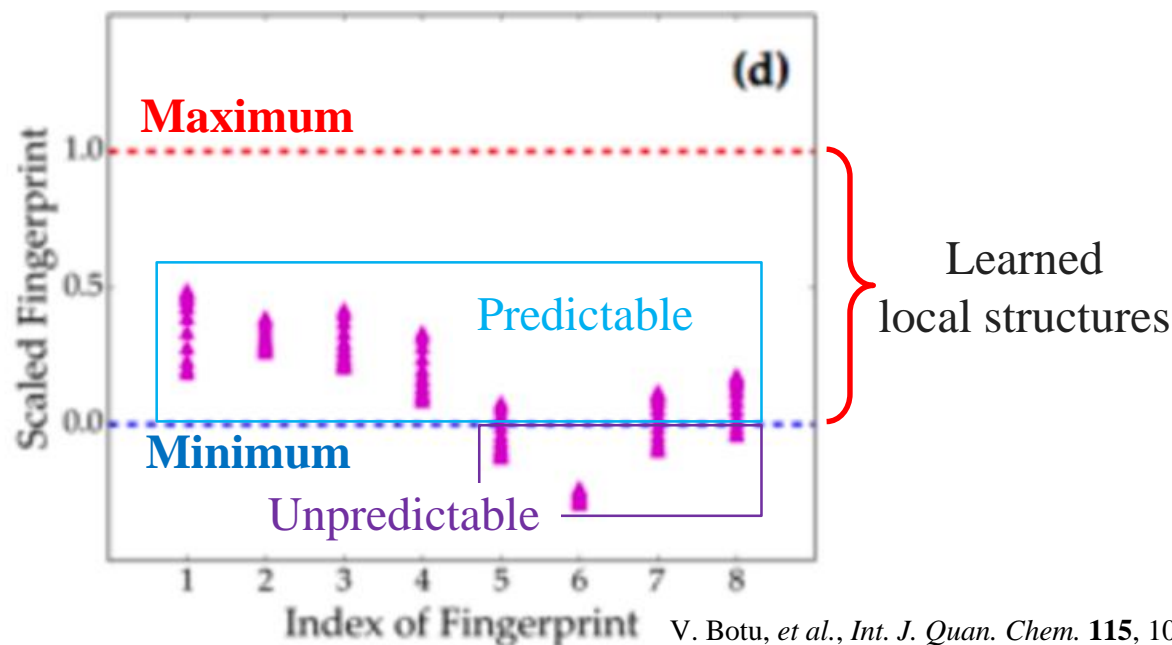 (d)
Maximum
1.0
Learned
local structures
0.5
Predictable
0.0
Minimum
Unpredictable
Scaled Fingerprint
1 2 3 4 5 6 7 8
Index of Fingerprint
V. Botu, et al., Int. J. Quan. Chem. 115, 10